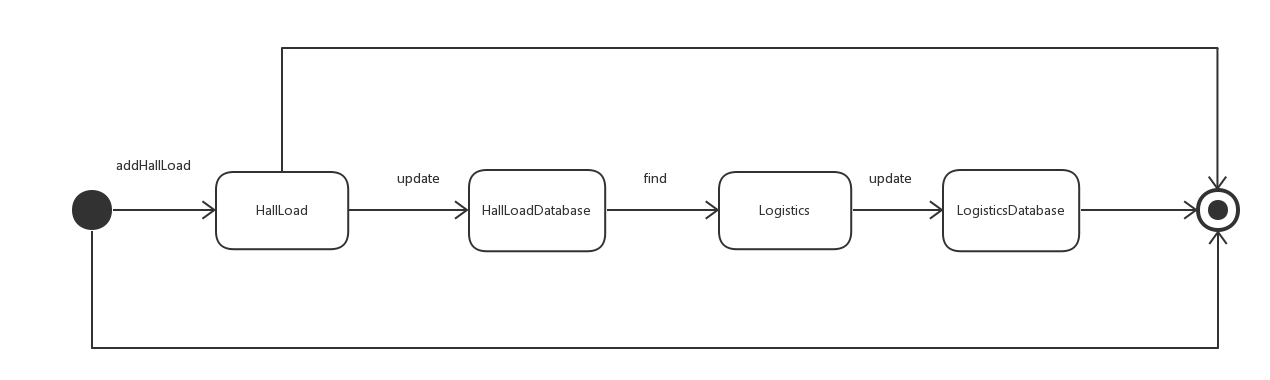 addHallLoad
HallLoad
update
HallLoadDatabase
find
Logistics
update
LogisticsDatabase